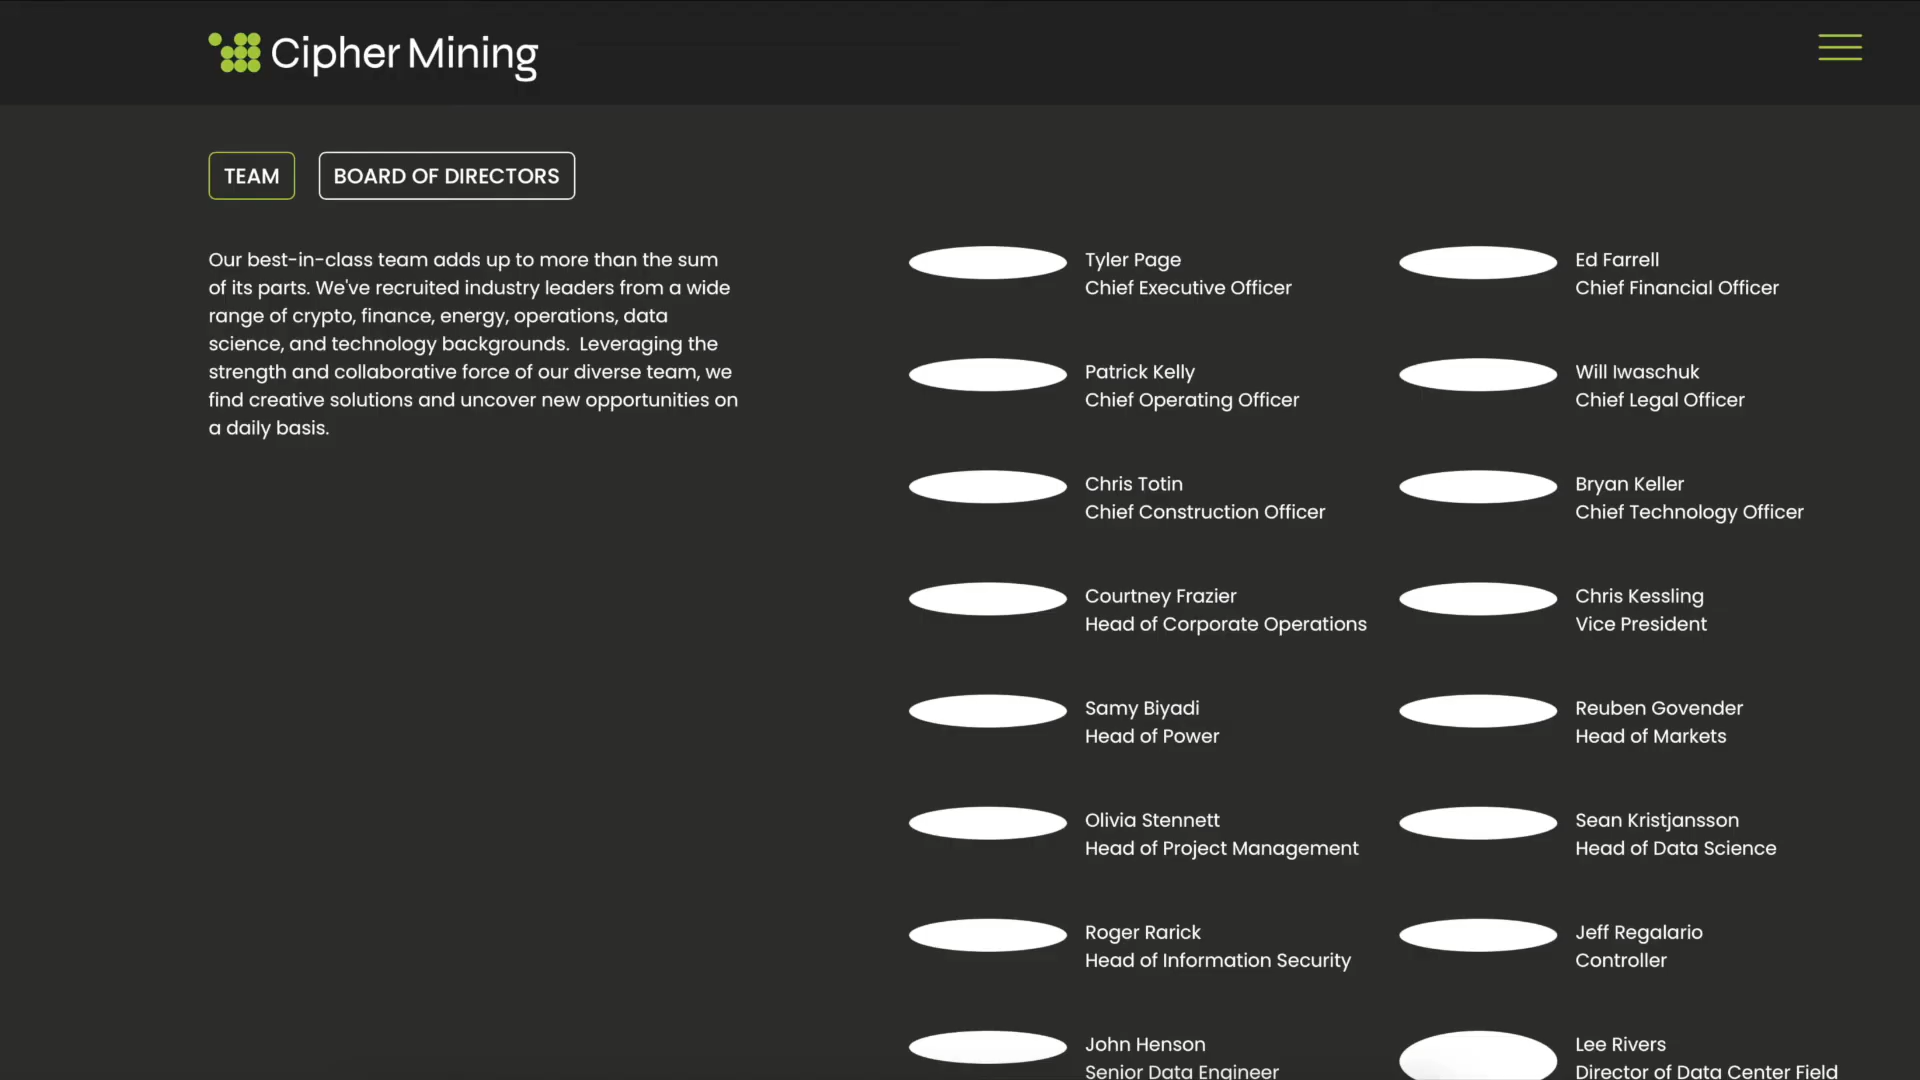 Cipher Mining
TEAM
BOARD OF DIRECTORS
Our best-in-class team adds up to more than the sum
of its parts. We've recruited industry leaders from a wide
range of crypto, finance, energy, operations, data
science, and technology backgrounds.  Leveraging the
strength and collaborative force of our diverse team, we
find creative solutions and uncover new opportunities on
a daily basis.
Tyler Page
Chief Executive Officer
Ed Farrell
Chief Financial Officer
Patrick Kelly
Chief Operating Officer
Will Iwaschuk
Chief Legal Officer
Chris Totin
Chief Construction Officer
Bryan Keller
Chief Technology Officer
Courtney Frazier
Head of Corporate Operations
Chris Kessling
Vice President
Samy Biyadi
Head of Power
Reuben Govender
Head of Markets
Olivia Stennett
Head of Project Management
Sean Kristjansson
Head of Data Science
Roger Rarick
Head of Information Security
Jeff Regalario
Controller
John Henson
Senior Data Engineer
Lee Rivers
Director of Data Center Field